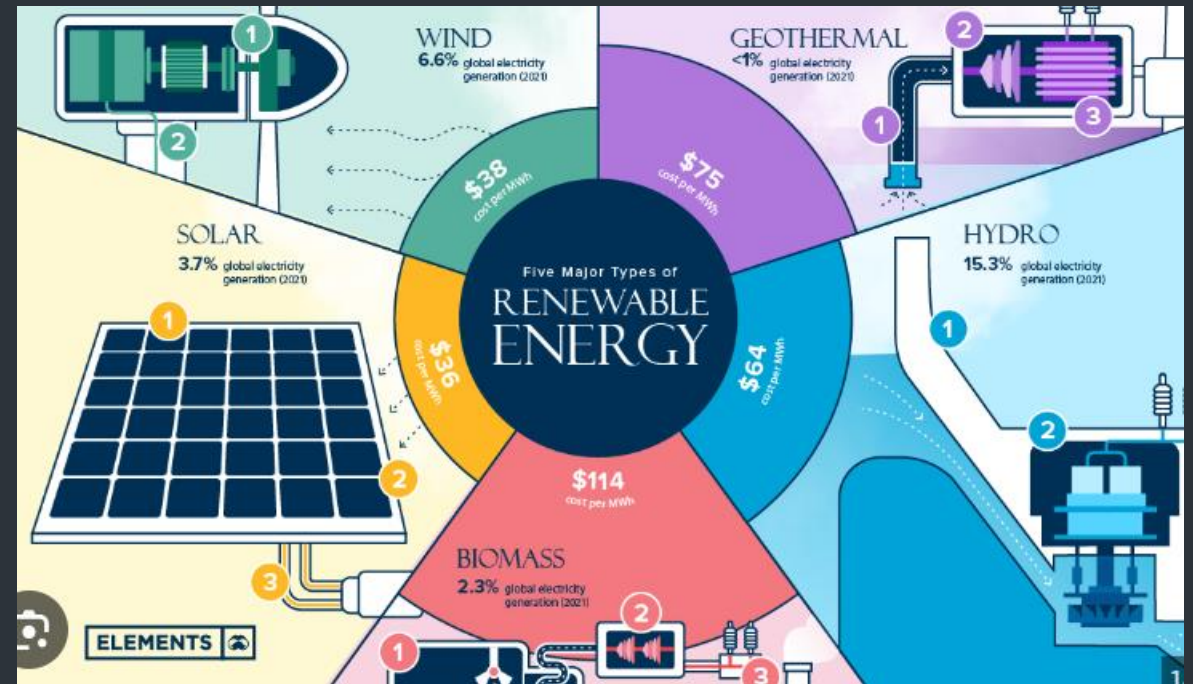 WIND
6.6% global electricity
generation (2021)
1
2
$38
cost per MWh
GEOTHERMAL
<1% global electricity
generation (2021)
1
2
3
$75
cost per MWh
SOLAR
3.7% global electricity
generation (2021)
1
2
3
$36
cost per MWh
Five Major Types of
RENEWABLE
ENERGY
HYDRO
15.3% global electricity
generation (2021)
1
2
$64
cost per MWh
$114
cost per MWh
BIOMASS
2.3% global electricity
generation (2021)
1
2
3
ELEMENTS
1